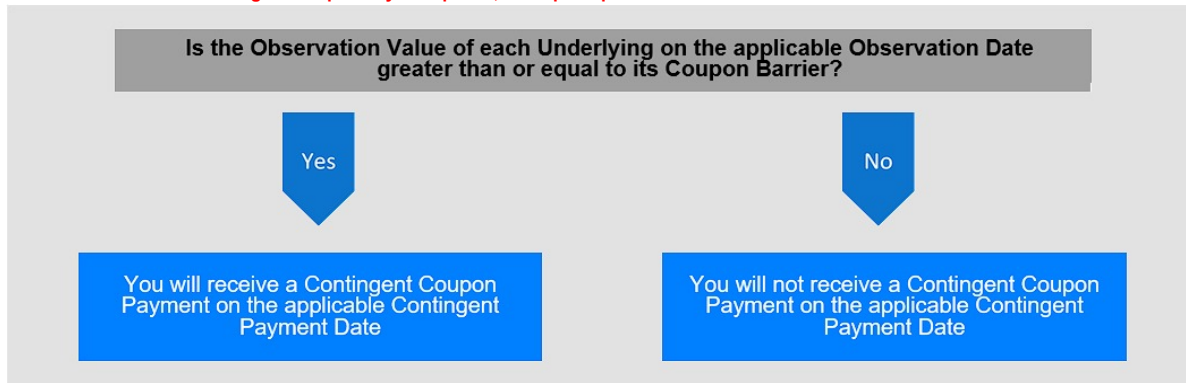 Is the Observation Value of each Underlying on the applicable Observation Date
greater than or equal to its Coupon Barrier?
Yes
No
You will receive a Contingent Coupon
Payment on the applicable Contingent
Payment Date
You will not receive a Contingent Coupon
Payment on the applicable Contingent
Payment Date